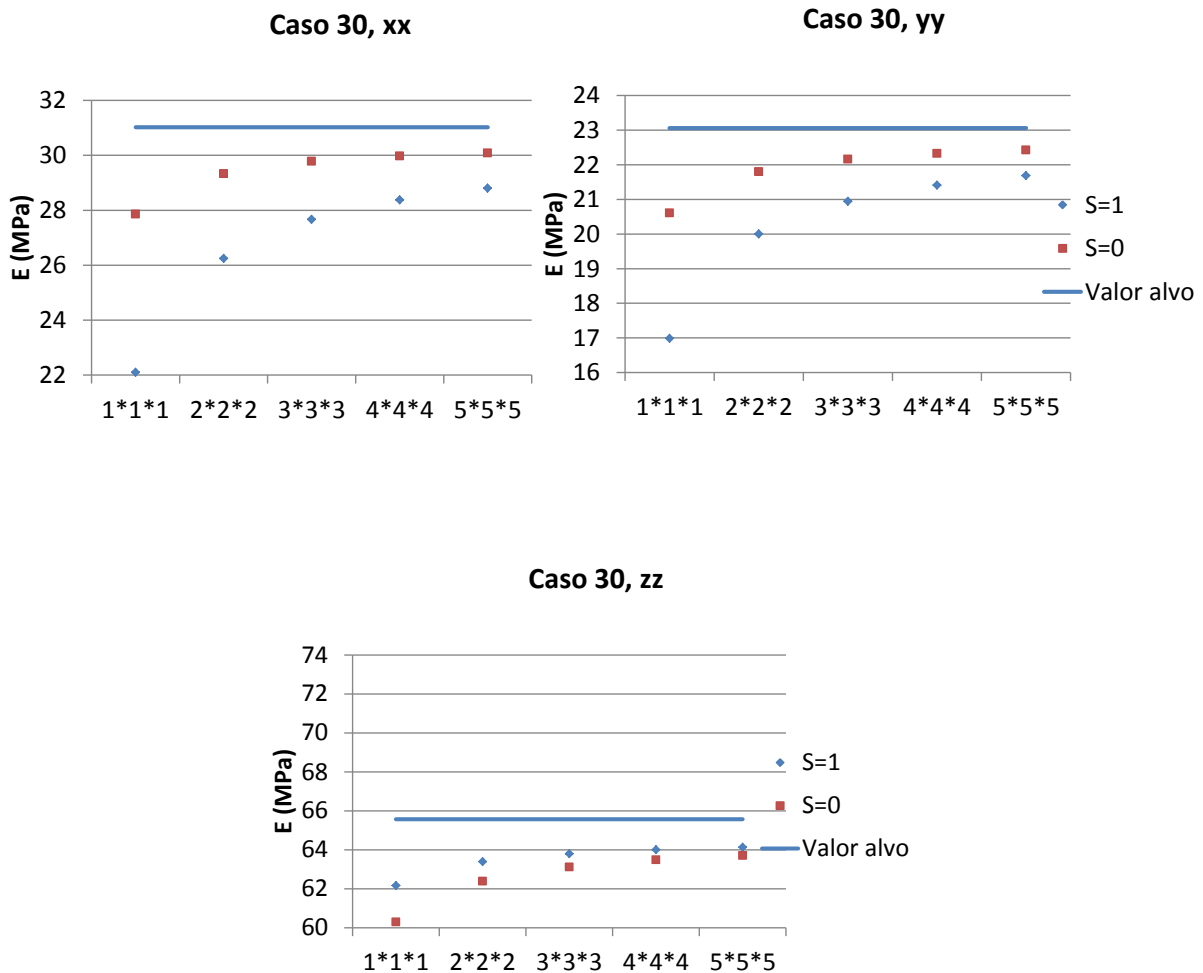 Caso 30, xx
E (MPa)
32
30
28
26
24
22
1*1*1 2*2*2 3*3*3 4*4*4 5*5*5
Caso 30, yy
E (MPa)
24
23
22
21
20
19
18
17
16
1*1*1 2*2*2 3*3*3 4*4*4 5*5*5
S=1
S=0
Valor alvo
Caso 30, zz
E (MPa)
74
72
70
68
66
64
62
60
1*1*1 2*2*2 3*3*3 4*4*4 5*5*5
S=1
S=0
Valor alvo